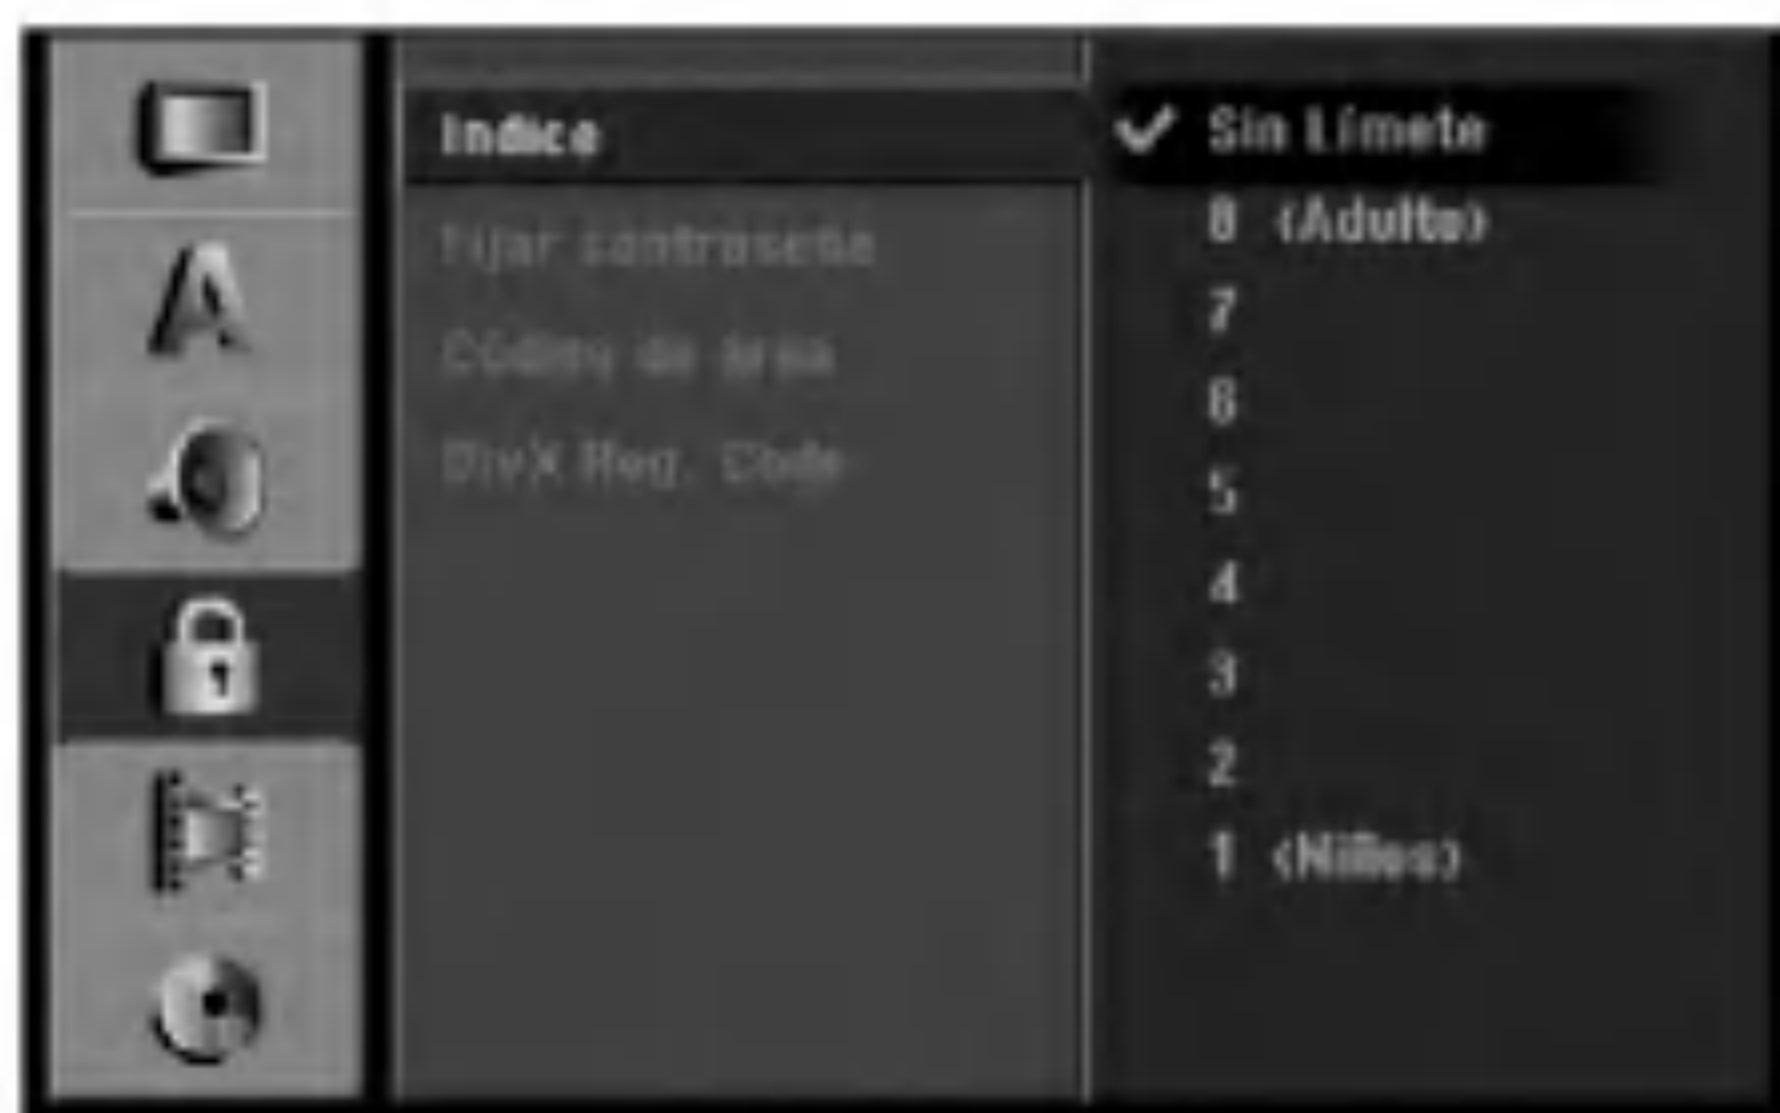 Indice
Fijar contraseña
Código de área
DivX Reg. Code
Sin Límete
8 (Adulto)
7
6
5
4
3
2
1 (Niños)